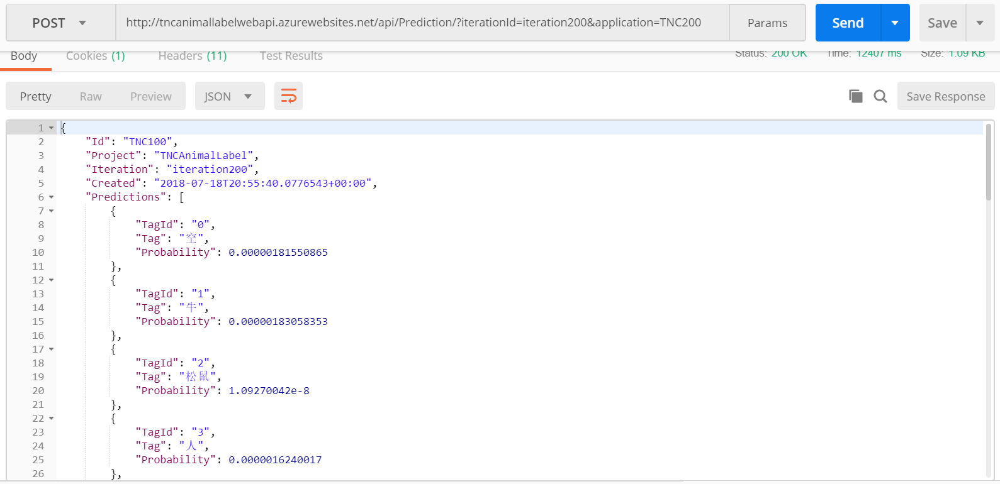 POST http://tncanimallabelwebapi.azurewebsites.net/api/Prediction/?iterationId=iteration200&application=TNC200 Params Send Save
Body Cookies (1) Headers (11) Test Results Status: 200 OK Time: 12407 ms Size: 1.09 KB
Pretty Raw Preview JSON Save Response
1 {
2 "Id": "TNC100",
3 "Project": "TNCAnimalLabel",
4 "Iteration": "iteration200",
5 "Created": "2018-07-18T20:55:40.0776543+00:00",
6 "Predictions": [
7 {
8 "TagId": "0",
9 "Tag": "空",
10 "Probability": 0.00000181550865
11 },
12 {
13 "TagId": "1",
14 "Tag": "牛",
15 "Probability": 0.00000183058353
16 },
17 {
18 "TagId": "2",
19 "Tag": "松鼠",
20 "Probability": 1.09270042e-8
21 },
22 {
23 "TagId": "3",
24 "Tag": "人",
25 "Probability": 0.0000016240017
26 },